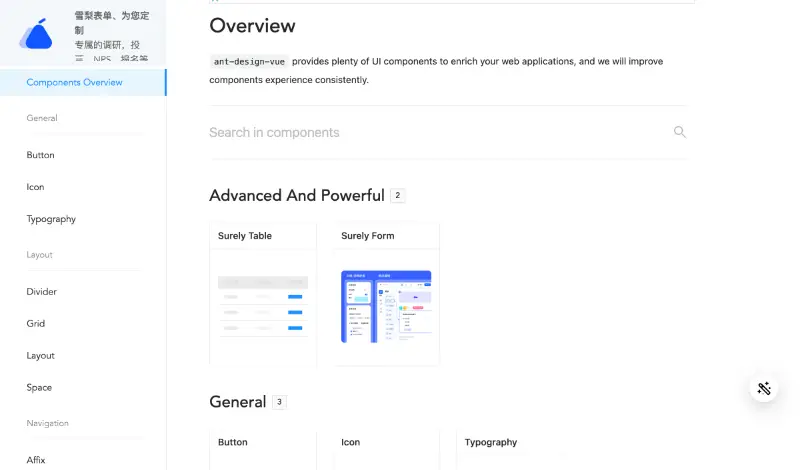 雪梨表单、为您定
制
专属的调研，投
Components Overview
General
Button
Icon
Typography
Layout
Divider
Grid
Layout
Space
Navigation
Affix
Overview
ant-design-vue provides plenty of UI components to enrich your web applications, and we will improve
components experience consistently.
Search in components
Advanced And Powerful 2
Surely Table
Surely Form
General 3
Button
Icon
Typography